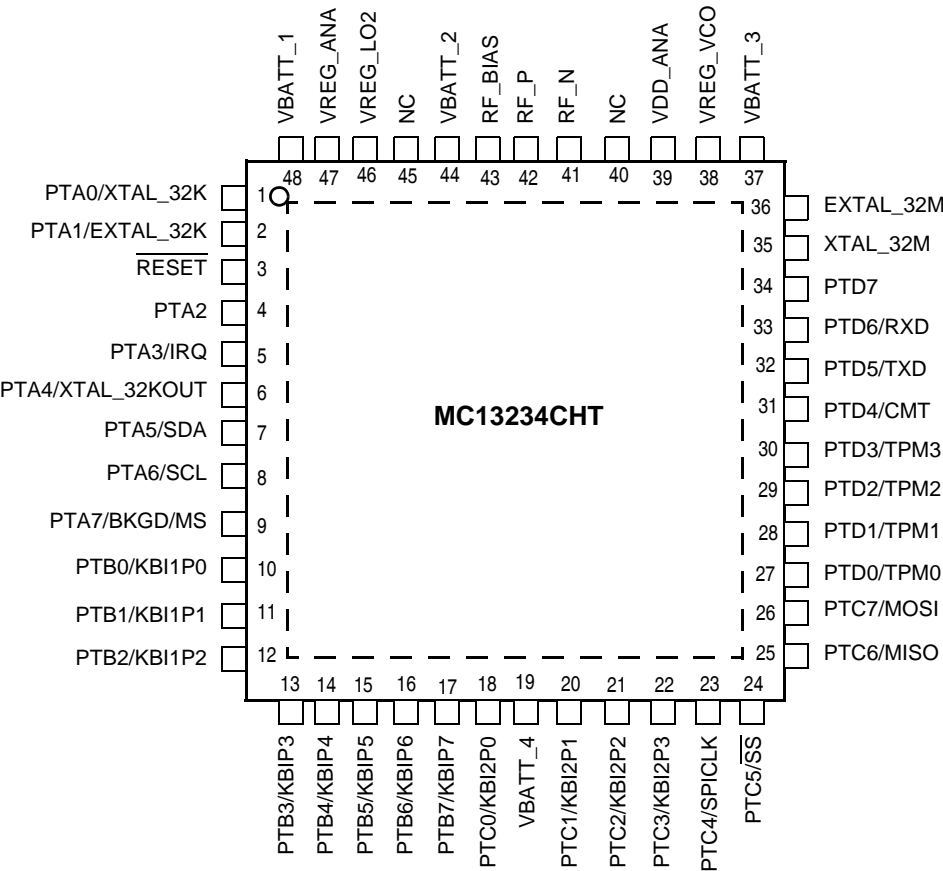 VBATT_1
VREG_ANA
VREG_LO2
NC
VBATT_2
RF_BIAS
RF_P
RF_N
NC
VDD_ANA
VREG_VCO
VBATT_3
48
47
46
45
44
43
42
41
40
39
38
37
PTA0/XTAL_32K 1
PTA1/EXTAL_32K 2
RESET 3
PTA2 4
PTA3/IRQ 5
PTA4/XTAL_32KOUT 6
PTA5/SDA 7
PTA6/SCL 8
PTA7/BKGD/MS 9
PTB0/KBI1P0 10
PTB1/KBI1P1 11
PTB2/KBI1P2 12
MC13234CHT
36 EXTAL_32M
35 XTAL_32M
34 PTD7
33 PTD6/RXD
32 PTD5/TXD
31 PTD4/CMT
30 PTD3/TPM3
29 PTD2/TPM2
28 PTD1/TPM1
27 PTD0/TPM0
26 PTC7/MOSI
25 PTC6/MISO
13
14
15
16
17
18
19
20
21
22
23
24
PTB3/KBIP3
PTB4/KBIP4
PTB5/KBIP5
PTB6/KBIP6
PTB7/KBIP7
PTC0/KBI2P0
VBATT_4
PTC1/KBI2P1
PTC2/KBI2P2
PTC3/KBI2P3
PTC4/SPICLK
PTC5/SS